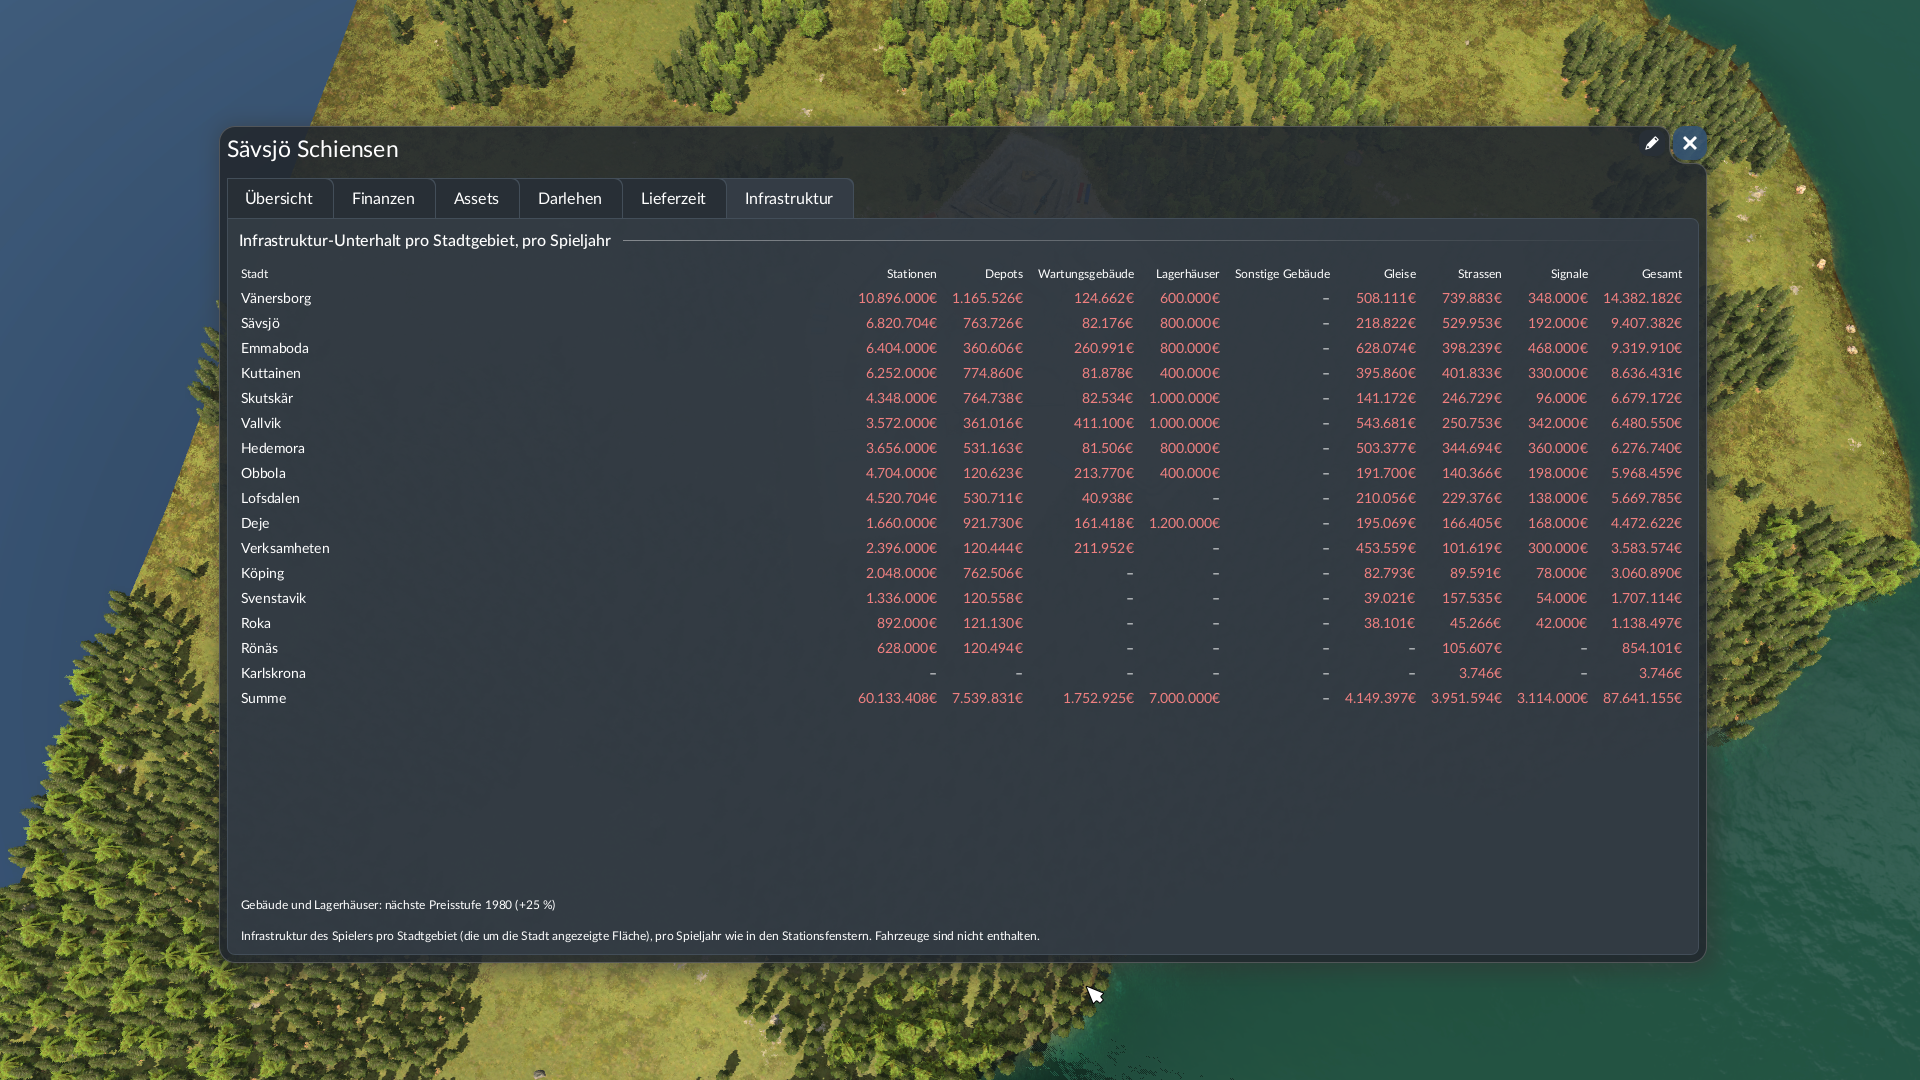 Sävsjö Schiensen
Übersicht Finanzen Assets Darlehen Lieferzeit Infrastruktur
Infrastruktur-Unterhalt pro Stadtgebiet, pro Spieljahr
Stadt Stationen Depots Wartungsgebäude Lagerhäuser Sonstige Gebäude Gleise Strassen Signale Gesamt
Vänersborg 10.896.000€ 1.165.526€ 124.662€ 600.000€ – 508.111€ 739.883€ 348.000€ 14.382.182€
Sävsjö 6.820.704€ 763.726€ 82.176€ 800.000€ – 218.822€ 529.953€ 192.000€ 9.407.382€
Emmaboda 6.404.000€ 360.606€ 260.991€ 800.000€ – 628.074€ 398.239€ 468.000€ 9.319.910€
Kuttainen 6.252.000€ 774.860€ 81.878€ 400.000€ – 395.860€ 401.833€ 330.000€ 8.636.431€
Skutskär 4.348.000€ 764.738€ 82.534€ 1.000.000€ – 141.172€ 246.729€ 96.000€ 6.679.172€
Vallvik 3.572.000€ 361.016€ 411.100€ 1.000.000€ – 543.681€ 250.753€ 342.000€ 6.480.550€
Hedemora 3.656.000€ 531.163€ 81.506€ 800.000€ – 503.377€ 344.694€ 360.000€ 6.276.740€
Obbola 4.704.000€ 120.623€ 213.770€ 400.000€ – 191.700€ 140.366€ 198.000€ 5.968.459€
Lofsdalen 4.520.704€ 530.711€ 40.938€ – – 210.056€ 229.376€ 138.000€ 5.669.785€
Deje 1.660.000€ 921.730€ 161.418€ 1.200.000€ – 195.069€ 166.405€ 168.000€ 4.472.622€
Verksamheten 2.396.000€ 120.444€ 211.952€ – – 453.559€ 101.619€ 300.000€ 3.583.574€
Köping 2.048.000€ 762.506€ – – – 82.793€ 89.591€ 78.000€ 3.060.890€
Svenstavik 1.336.000€ 120.558€ – – – 39.021€ 157.535€ 54.000€ 1.707.114€
Roka 892.000€ 121.130€ – – – 38.101€ 45.266€ 42.000€ 1.138.497€
Rönäs 628.000€ 120.494€ – – – – 105.607€ – 854.101€
Karlskrona – – – – – – 3.746€ – 3.746€
Summe 60.133.408€ 7.539.831€ 1.752.925€ 7.000.000€ – 4.149.397€ 3.951.594€ 3.114.000€ 87.641.155€
Gebäude und Lagerhäuser: nächste Preisstufe 1980 (+25 %)
Infrastruktur des Spielers pro Stadtgebiet (die um die Stadt angezeigte Fläche), pro Spieljahr wie in den Stationsfenstern. Fahrzeuge sind nicht enthalten.